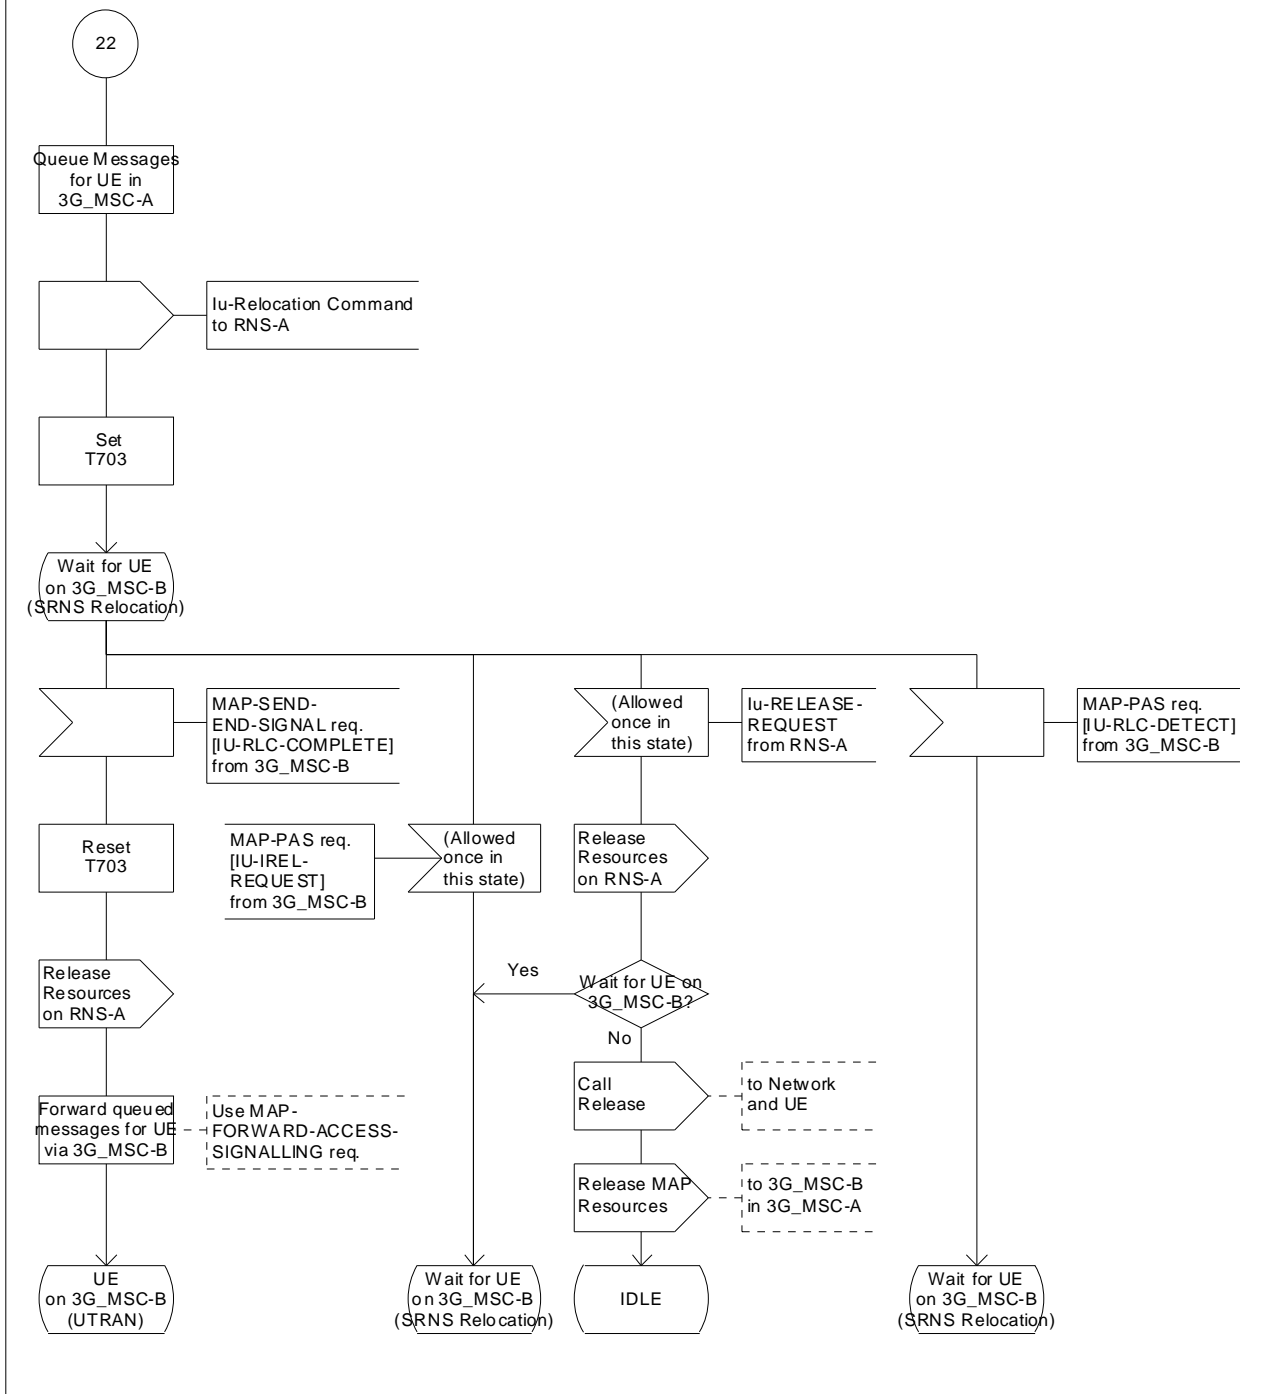 22
Queue Messages
for UE in
3G_MSC-A
Iu-Relocation Command
to RNS-A
Set
T703
Wait for UE
on 3G_MSC-B
(SRNS Relocation)
MAP-SEND-
END-SIGNAL req.
[IU-RLC-COMPLETE]
from 3G_MSC-B
(Allowed
once in
this state)
Iu-RELEASE-
REQUEST
from RNS-A
MAP-PAS req.
[IU-RLC-DETECT]
from 3G_MSC-B
Reset
T703
MAP-PAS req.
[IU-IREL-
REQUEST]
from 3G_MSC-B
(Allowed
once in
this state)
Release
Resources
on RNS-A
Release
Resources
on RNS-A
Yes
Wait for UE on
3G_MSC-B?
No
Forward queued
messages for UE
via 3G_MSC-B
Use MAP-
FORWARD-ACCESS-
SIGNALLING req.
Call
Release
to Network
and UE
Release MAP
Resources
to 3G_MSC-B
in 3G_MSC-A
UE
on 3G_MSC-B
(UTRAN)
Wait for UE
on 3G_MSC-B
(SRNS Relocation)
IDLE
Wait for UE
on 3G_MSC-B
(SRNS Relocation)